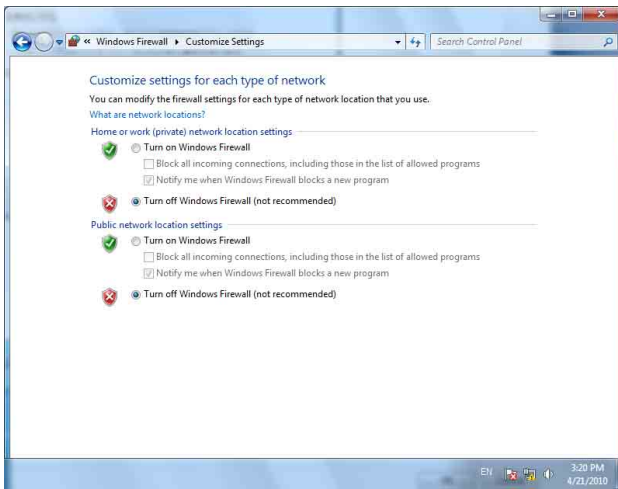 « Windows Firewall ▸ Customize Settings
Search Control Panel
Customize settings for each type of network
You can modify the firewall settings for each type of network location that you use.
What are network locations?
Home or work (private) network location settings
Turn on Windows Firewall
Block all incoming connections, including those in the list of allowed programs
Notify me when Windows Firewall blocks a new program
Turn off Windows Firewall (not recommended)
Public network location settings
Turn on Windows Firewall
Block all incoming connections, including those in the list of allowed programs
Notify me when Windows Firewall blocks a new program
Turn off Windows Firewall (not recommended)
EN
3:20 PM
4/21/2010